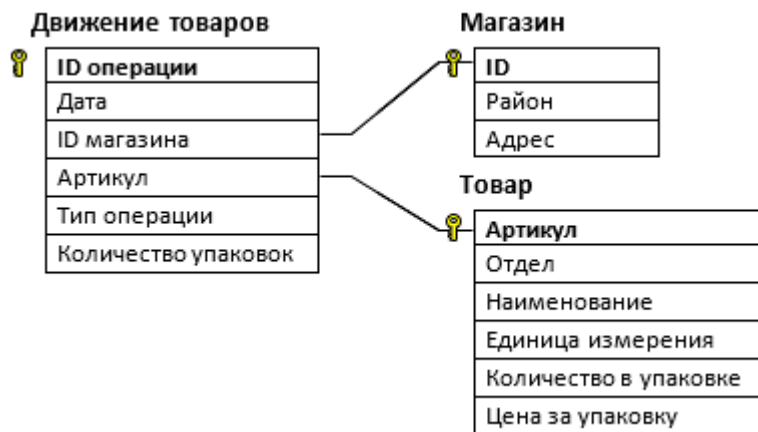 Движение товаров
ID операции
Дата
ID магазина
Артикул
Тип операции
Количество упаковок
Магазин
ID
Район
Адрес
Товар
Артикул
Отдел
Наименование
Единица измерения
Количество в упаковке
Цена за упаковку